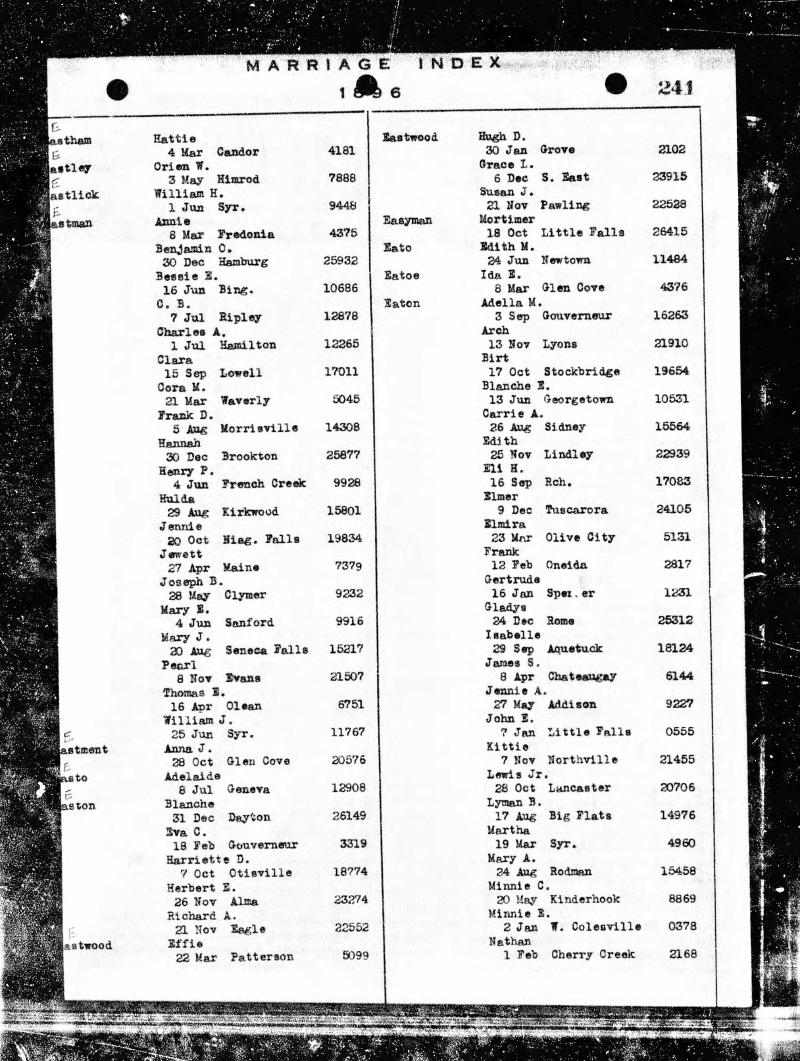 MARRIAGE INDEX
1896
241
Eastham Hattie
4 Mar Candor 4181
Eastley Orien W.
3 May Himrod 7888
Eastlick William H.
1 Jun Syr. 9448
Eastman Annie
8 Mar Fredonia 4375
Benjamin O.
30 Dec Hamburg 25932
Bessie E.
16 Jun Bing. 10686
C. B.
7 Jul Ripley 12878
Charles A.
1 Jul Hamilton 12265
Clara
15 Sep Lowell 17011
Cora M.
21 Mar Waverly 5045
Frank D.
5 Aug Morrisville 14308
Hannah
30 Dec Brookton 25877
Henry P.
4 Jun French Creek 9928
Hulda
29 Aug Kirkwood 15801
Jennie
20 Oct Niag. Falls 19834
Jewett
27 Apr Maine 7379
Joseph B.
28 May Clymer 9232
Mary E.
4 Jun Sanford 9916
Mary J.
20 Aug Seneca Falls 15217
Pearl
8 Nov Evans 21507
Thomas E.
16 Apr Olean 6751
William J.
25 Jun Syr. 11767
Eastment Anna J.
28 Oct Glen Cove 20576
Easto Adelaide
8 Jul Geneva 12908
Easton Blanche
31 Dec Dayton 26149
Eva C.
18 Feb Gouverneur 3319
Harriette D.
7 Oct Otisville 18774
Herbert E.
26 Nov Alma 23274
Richard A.
21 Nov Eagle 22552
Eastwood Effie
22 Mar Patterson 5099
Eastwood Hugh D.
30 Jan Grove 2102
Grace L.
6 Dec S. East 23915
Susan J.
21 Nov Pawling 22528
Easyman Mortimer
18 Oct Little Falls 26415
Eato Edith M.
24 Jun Newtown 11484
Eatoe Ida E.
8 Mar Glen Cove 4376
Eaton Adella M.
3 Sep Gouverneur 16263
Arch
13 Nov Lyons 21910
Birt
17 Oct Stockbridge 19654
Blanche E.
13 Jun Georgetown 10531
Carrie A.
26 Aug Sidney 15564
Edith
25 Nov Lindley 22939
Eli H.
16 Sep Rch. 17083
Elmer
9 Dec Tuscarora 24105
Elmira
23 Mar Olive City 5131
Frank
12 Feb Oneida 2817
Gertrude
16 Jan 1231
Gladys
24 Dec Rome 25312
Isabelle
29 Sep Aquetuck 18124
James S.
8 Apr Chateaugay 6144
Jennie A.
27 May Addison 9227
John E.
7 Jan Little Falls 0555
Kittie
7 Nov Northville 21455
Lewis Jr.
28 Oct Lancaster 20706
Lyman B.
17 Aug Big Flats 14976
Martha
19 Mar Syr. 4960
Mary A.
24 Aug Rodman 15458
Minnie C.
20 May Kinderhook 8869
Minnie E.
2 Jan W. Colesville 0378
Nathan
1 Feb Cherry Creek 2168